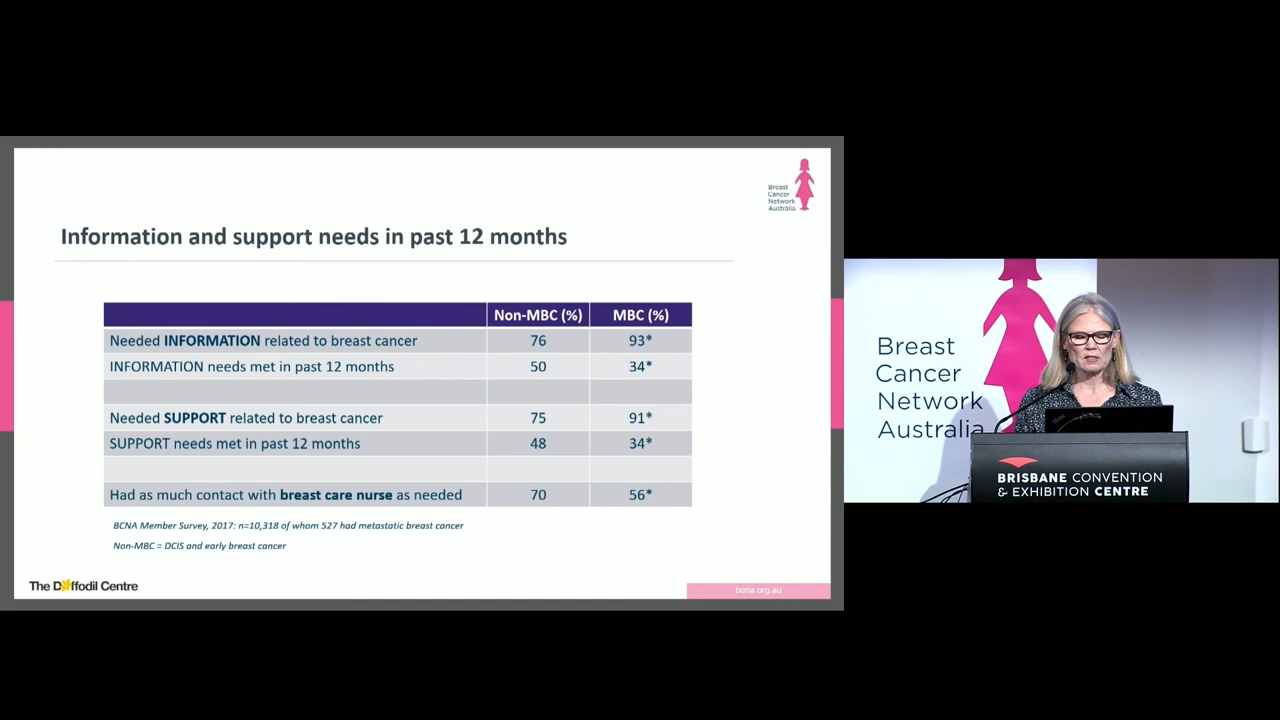 Breast
Cancer
Network
Australia
Information and support needs in past 12 months
Non-MBC (%) MBC (%)
Needed INFORMATION related to breast cancer 76 93*
INFORMATION needs met in past 12 months 50 34*
Needed SUPPORT related to breast cancer 75 91*
SUPPORT needs met in past 12 months 48 34*
Had as much contact with breast care nurse as needed 70 56*
BCNA Member Survey, 2017: n=10,318 of whom 527 had metastatic breast cancer
Non-MBC = DCIS and early breast cancer
The Daffodil Centre
bcna.org.au
Breast
Cancer
Network
Australia
BRISBANE CONVENTION
& EXHIBITION CENTRE